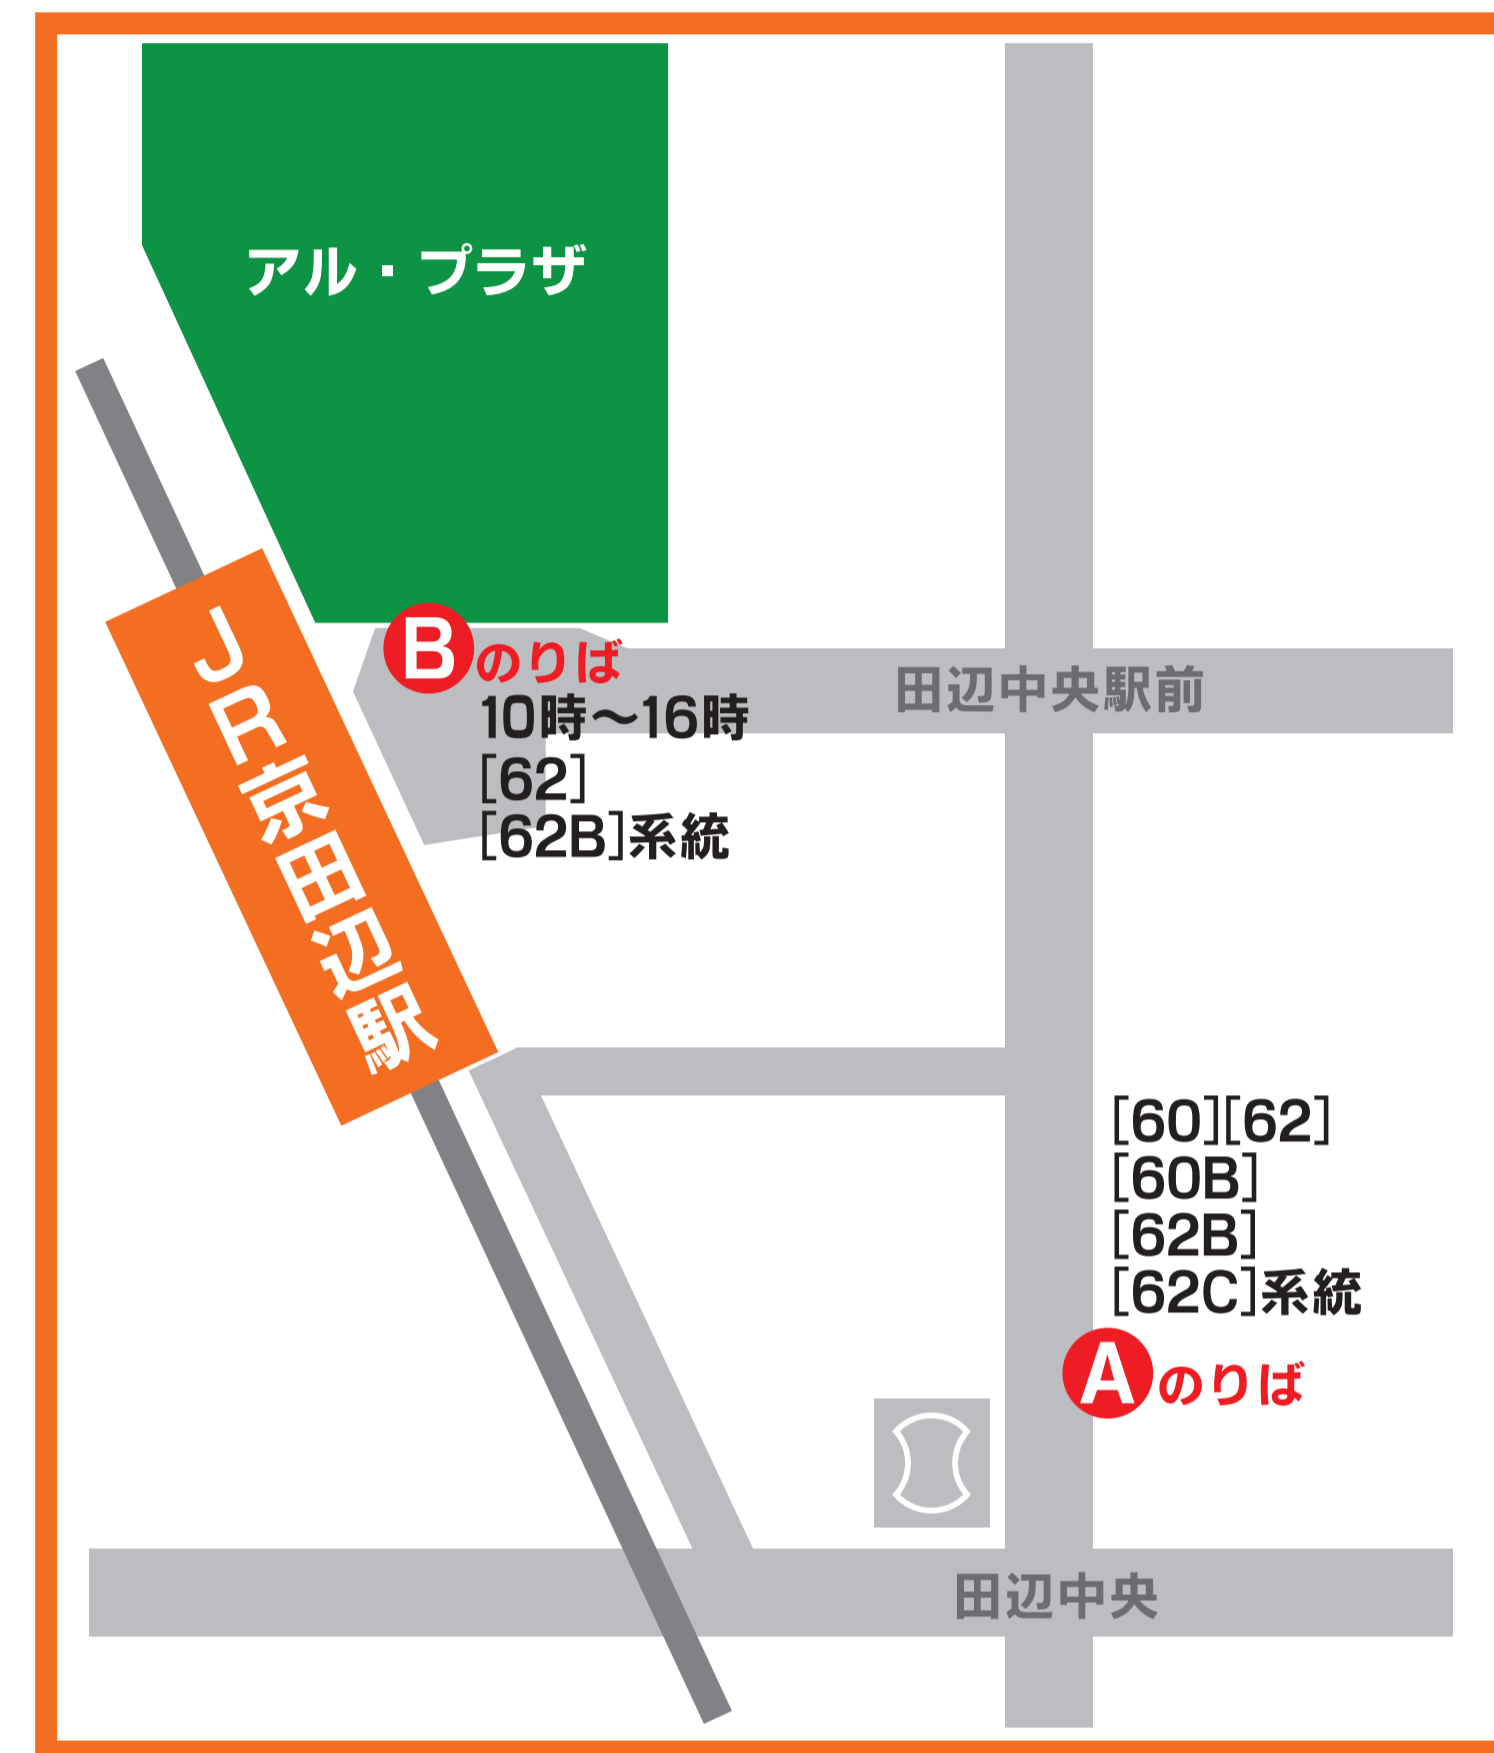 アル・プラザ
JR京田辺駅
Bのりば
10時〜16時
[62]
[62B]系統
田辺中央駅前
[60][62]
[60B]
[62B]
[62C]系統
Aのりば
田辺中央